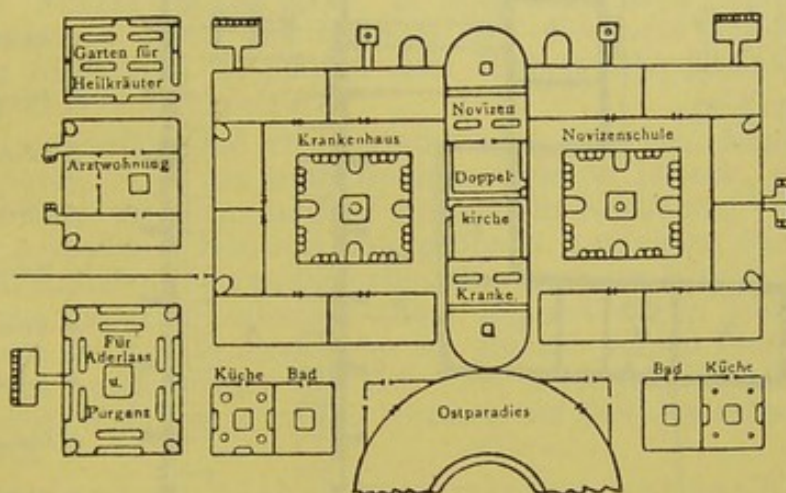 Garten für
Heilkräuter
Arztwohnung
Krankenhaus
Novizen
Novizenschule
Doppel-
kirche
Kranke.
Für
Aderlass
u.
Purganz
Küche
Bad
Ostparadies
Bad
Küche